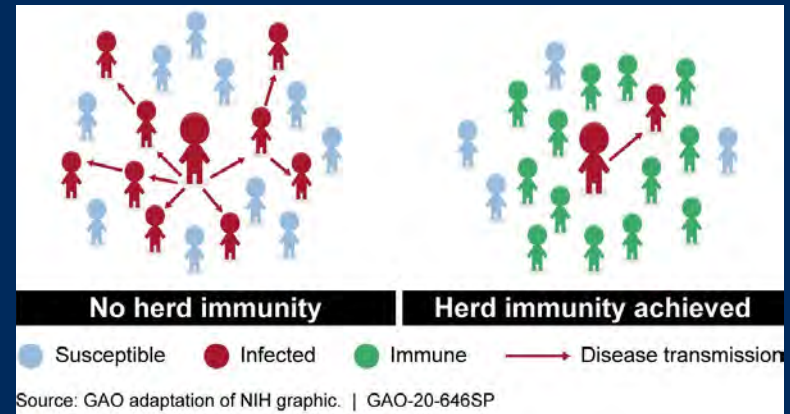 No herd immunity
Herd immunity achieved
Susceptible Infected Immune Disease transmission
Source: GAO adaptation of NIH graphic. | GAO-20-646SP